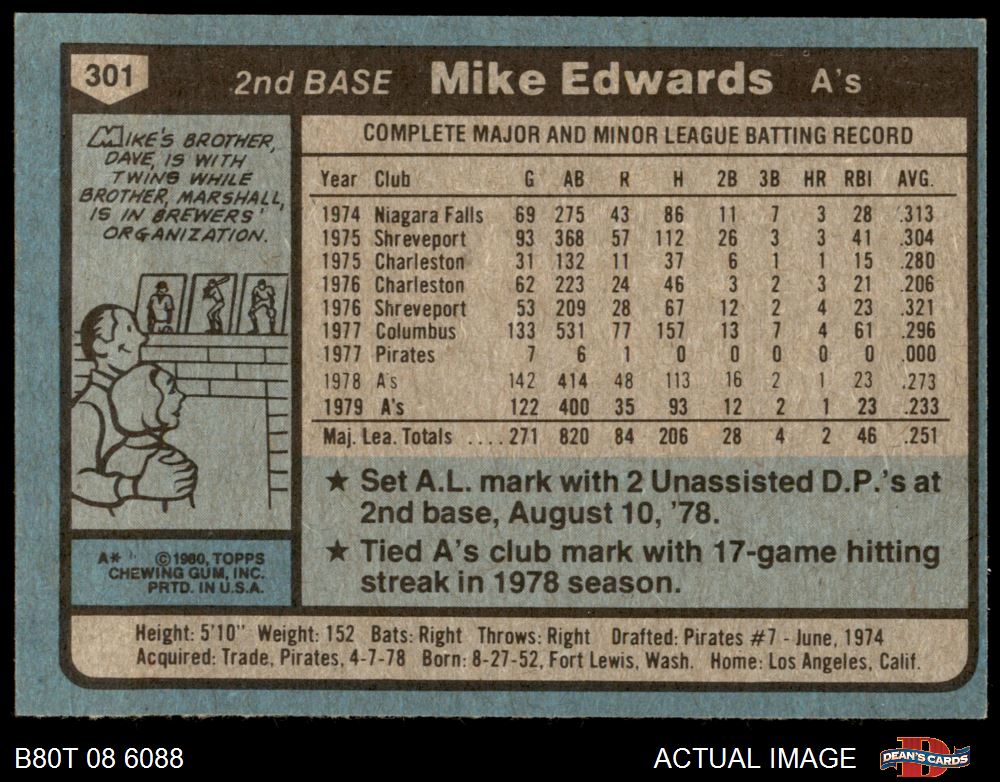 301 2nd BASE Mike Edwards A's
MIKE'S BROTHER,
DAVE, IS WITH
TWINS WHILE
BROTHER, MARSHALL,
IS IN BREWERS'
ORGANIZATION.
COMPLETE MAJOR AND MINOR LEAGUE BATTING RECORD
Year Club G AB R H 2B 3B HR RBI AVG.
1974 Niagara Falls 69 275 43 86 11 7 3 28 .313
1975 Shreveport 93 368 57 112 26 3 3 41 .304
1975 Charleston 31 132 11 37 6 1 1 15 .280
1976 Charleston 62 223 24 46 3 2 3 21 .206
1976 Shreveport 53 209 28 67 12 2 4 23 .321
1977 Columbus 133 531 77 157 13 7 4 61 .296
1977 Pirates 7 6 1 0 0 0 0 0 .000
1978 A's 142 414 48 113 16 2 1 23 .273
1979 A's 122 400 35 93 12 2 1 23 .233
Maj. Lea. Totals ....271 820 84 206 28 4 2 46 .251
★ Set A.L. mark with 2 Unassisted D.P.'s at
2nd base, August 10, '78.
★ Tied A's club mark with 17-game hitting
streak in 1978 season.
A* ©1980, TOPPS
CHEWING GUM, INC.
PRTD. IN U.S.A.
Height: 5'10" Weight: 152 Bats: Right Throws: Right Drafted: Pirates #7 - June, 1974
Acquired: Trade, Pirates, 4-7-78 Born: 8-27-52, Fort Lewis, Wash. Home: Los Angeles, Calif.
B80T 08 6088 ACTUAL IMAGE DEAN'S CARDS